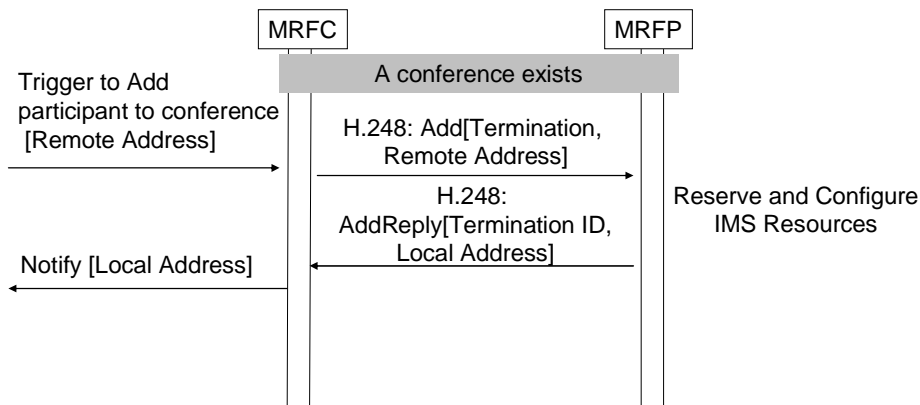 MRFC
MRFP
A conference exists
Trigger to Add
participant to conference
[Remote Address]
H.248: Add[Termination,
Remote Address]
H.248:
AddReply[Termination ID,
Local Address]
Reserve and Configure
IMS Resources
Notify [Local Address]